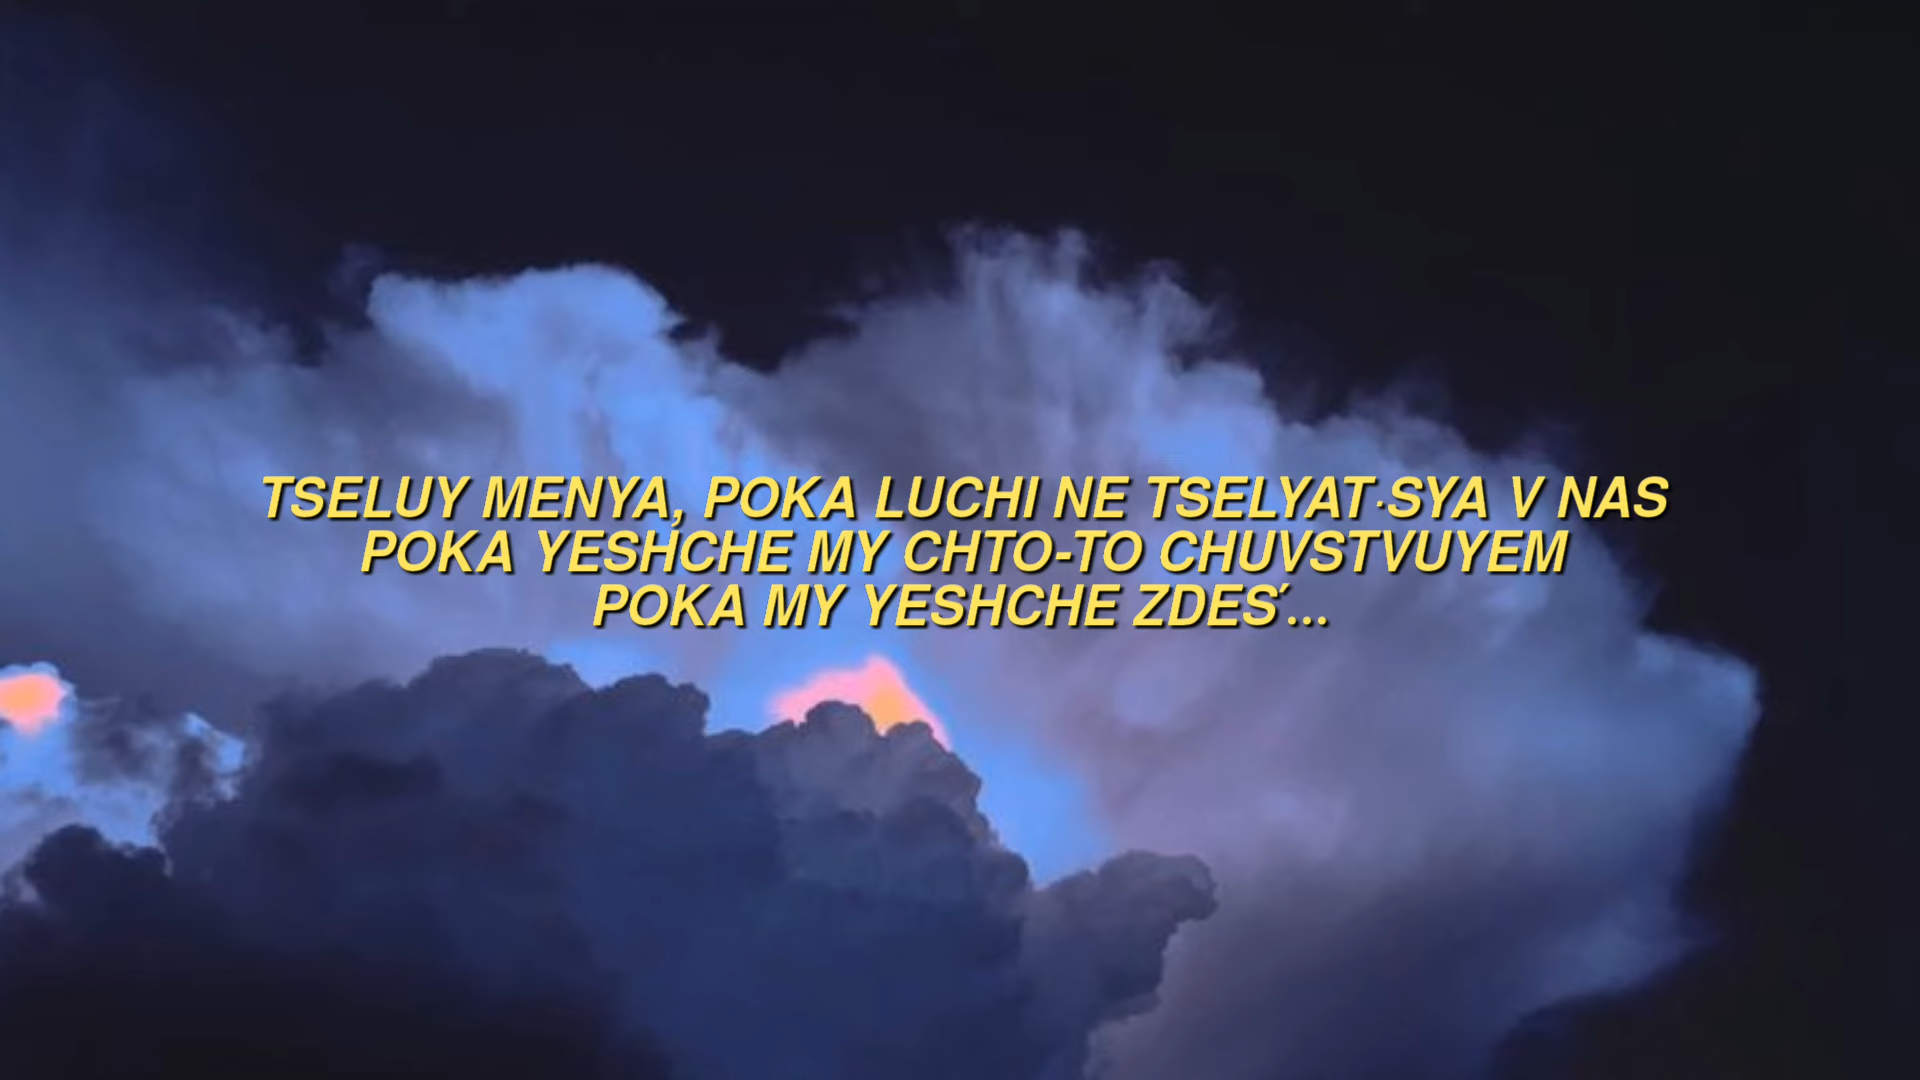 TSELUY MENYA, POKA LUCHI NE TSELYAT·SYA V NAS
POKA YESHCHE MY CHTO-TO CHUVSTVUYEM
POKA MY YESHCHE ZDESʹ...